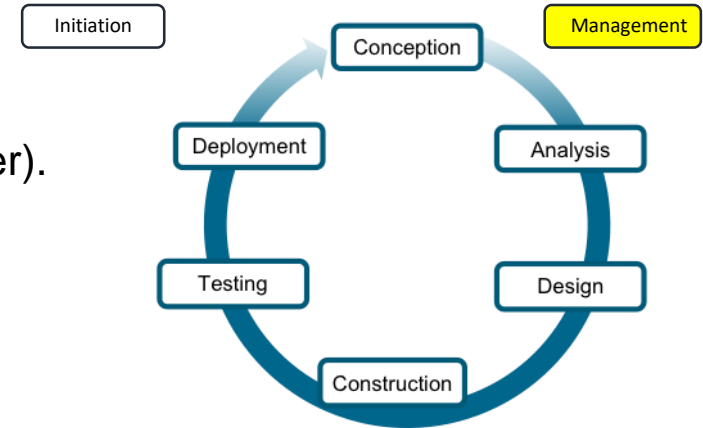 Initiation
Management
Conception
Deployment
Analysis
er).
Testing
Design
Construction